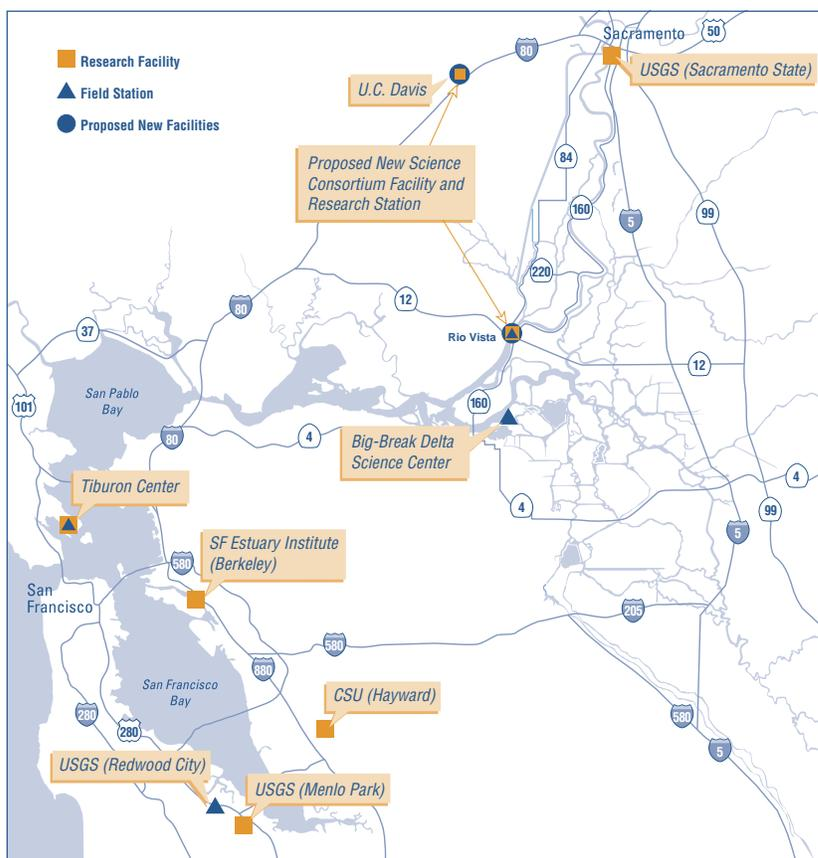 Research Facility
Field Station
Proposed New Facilities
Sacramento
50
80
USGS (Sacramento State)
U.C. Davis
Proposed New Science
Consortium Facility and
Research Station
84
160
5
99
220
80
12
37
Rio Vista
12
San Pablo
Bay
101
160
80
4
Big-Break Delta
Science Center
4
4
99
5
Tiburon Center
SF Estuary Institute
(Berkeley)
580
San
Francisco
205
580
880
San Francisco
Bay
CSU (Hayward)
280
280
580
5
USGS (Redwood City)
USGS (Menlo Park)